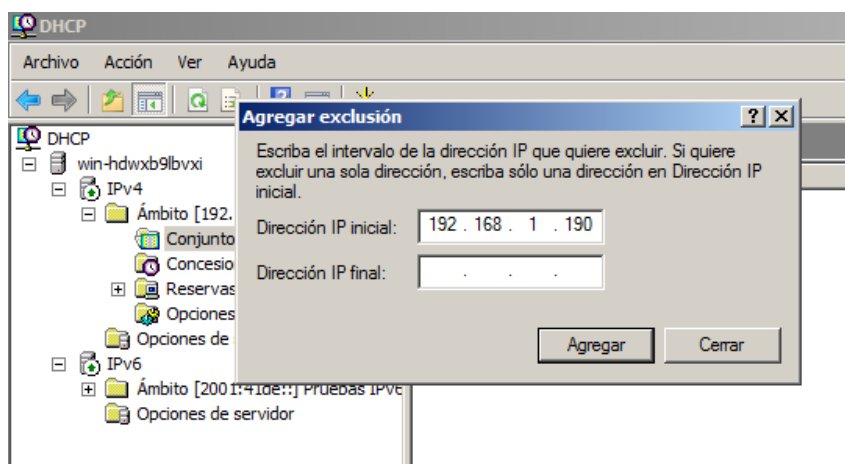 DHCP
Archivo Acción Ver Ayuda
Agregar exclusión
Escriba el intervalo de la dirección IP que quiere excluir. Si quiere
excluir una sola dirección, escriba sólo una dirección en Dirección IP
inicial.
Dirección IP inicial: 192 . 168 . 1 . 190
Dirección IP final: . . .
Agregar Cerrar
DHCP
win-hdwxb9lbvxi
IPv4
Ámbito [192.
Conjunto
Concesio
Reservas
Opciones
Opciones de
IPv6
Ámbito [2001:41de::] Pruebas IPv6
Opciones de servidor